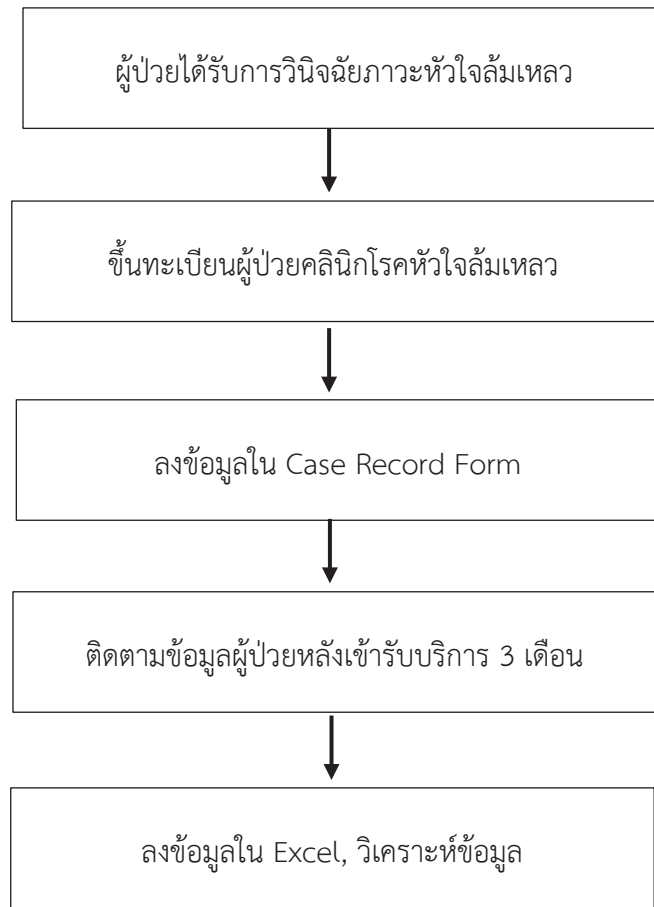 ผู้ป่วยได้รับการวินิจฉัยภาวะหัวใจล้มเหลว
ขึ้นทะเบียนผู้ป่วยคลินิกโรคหัวใจล้มเหลว
ลงข้อมูลใน Case Record Form
ติดตามข้อมูลผู้ป่วยหลังเข้ารับบริการ 3 เดือน
ลงข้อมูลใน Excel, วิเคราะห์ข้อมูล